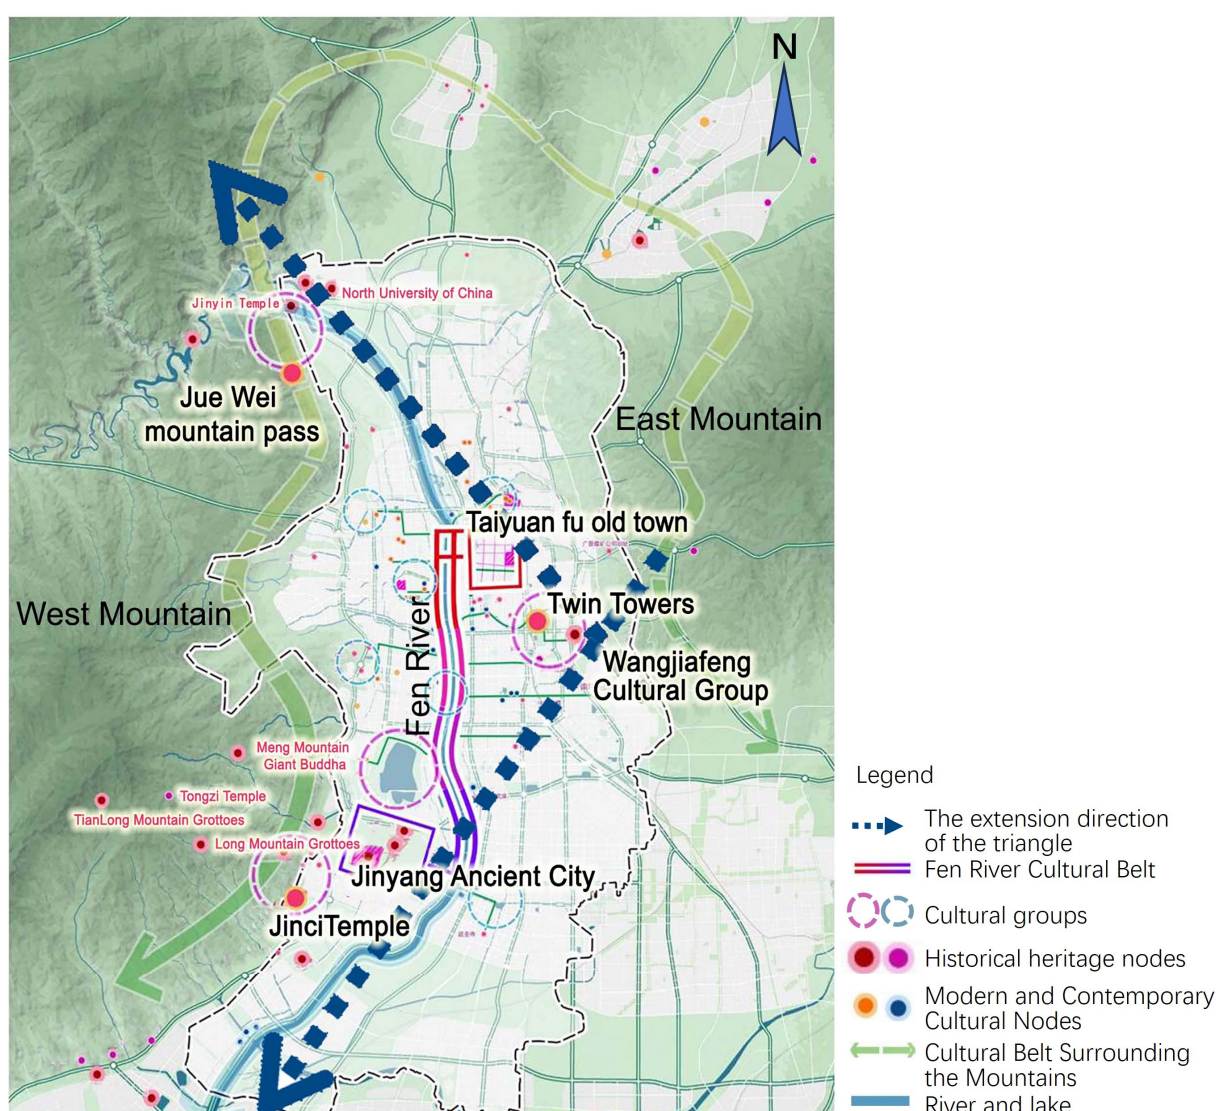 N
North University of China
Jinyin Temple
Jue Wei
mountain pass
East Mountain
Taiyuan fu old town
West Mountain
Twin Towers
Fen River
Wangjiafeng
Cultural Group
Meng Mountain
Giant Buddha
Tongzi Temple
TianLong Mountain Grottoes
Long Mountain Grottoes
Jinyang Ancient City
JinciTemple
Legend
The extension direction
of the triangle
Fen River Cultural Belt
Cultural groups
Historical heritage nodes
Modern and Contemporary
Cultural Nodes
Cultural Belt Surrounding
the Mountains
River and lake